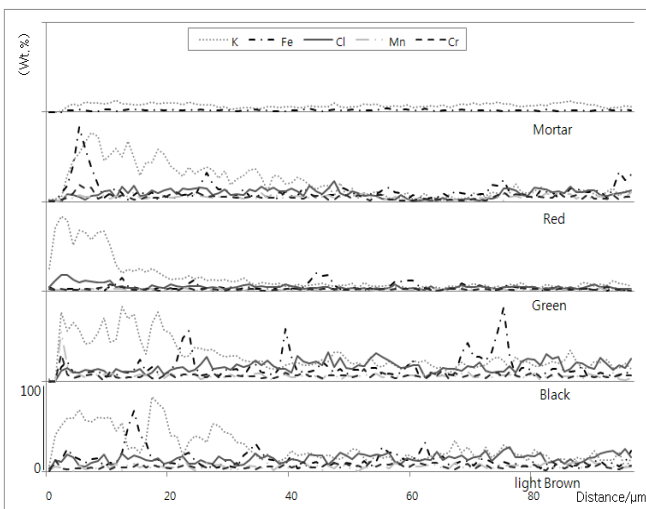 (Wt.%)
K Fe Cl Mn Cr
Mortar
Red
Green
100
Black
0
light Brown
0 20 40 60 80
Distance/μm